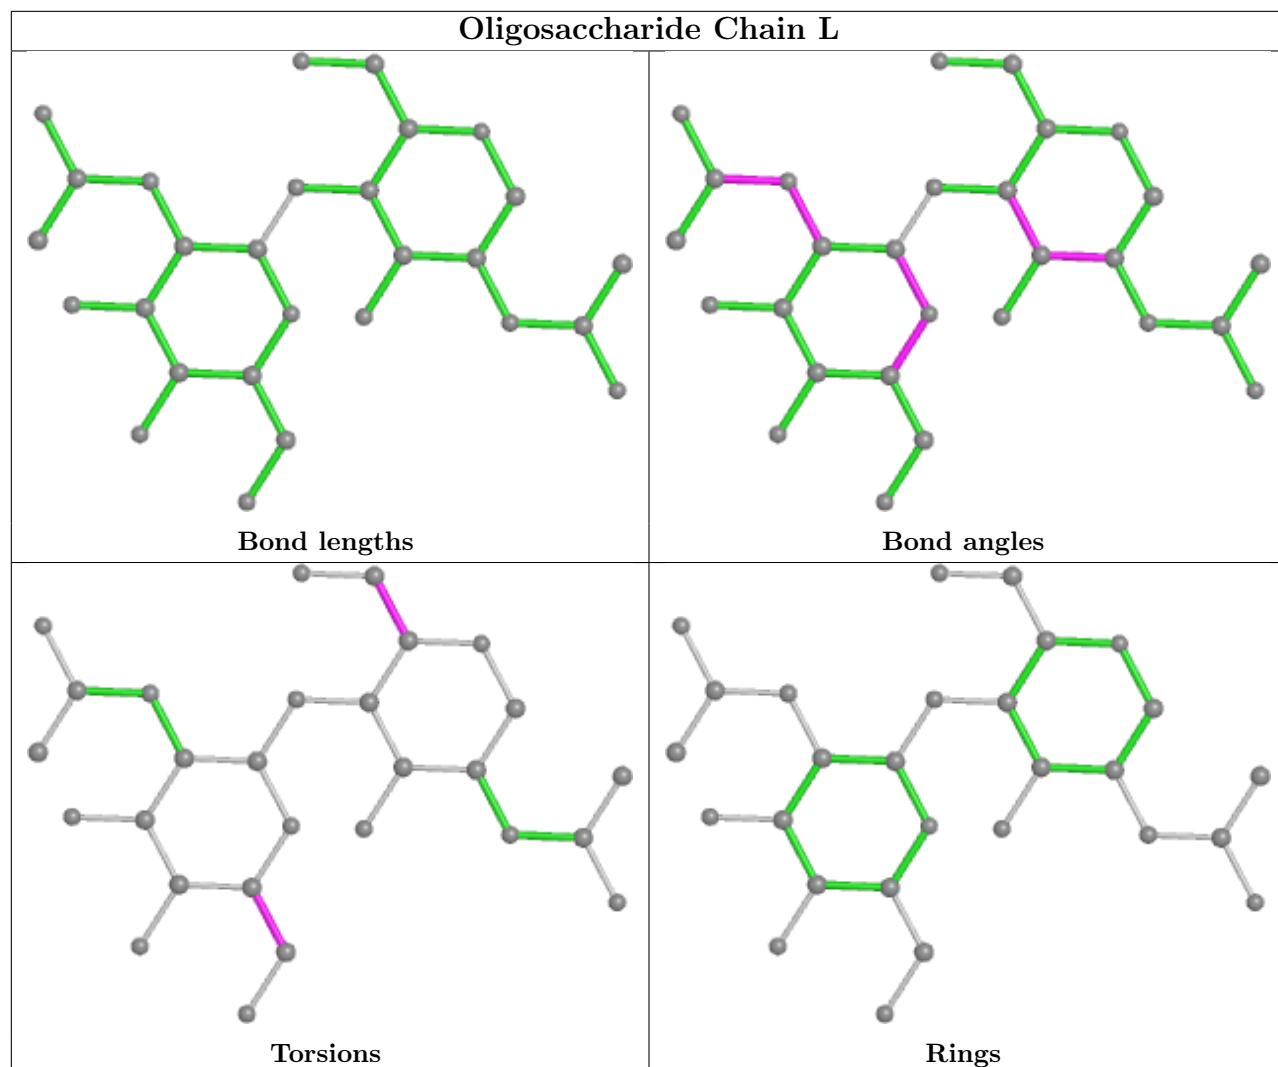 Oligosaccharide Chain L
Bond lengths
Bond angles
Torsions
Rings